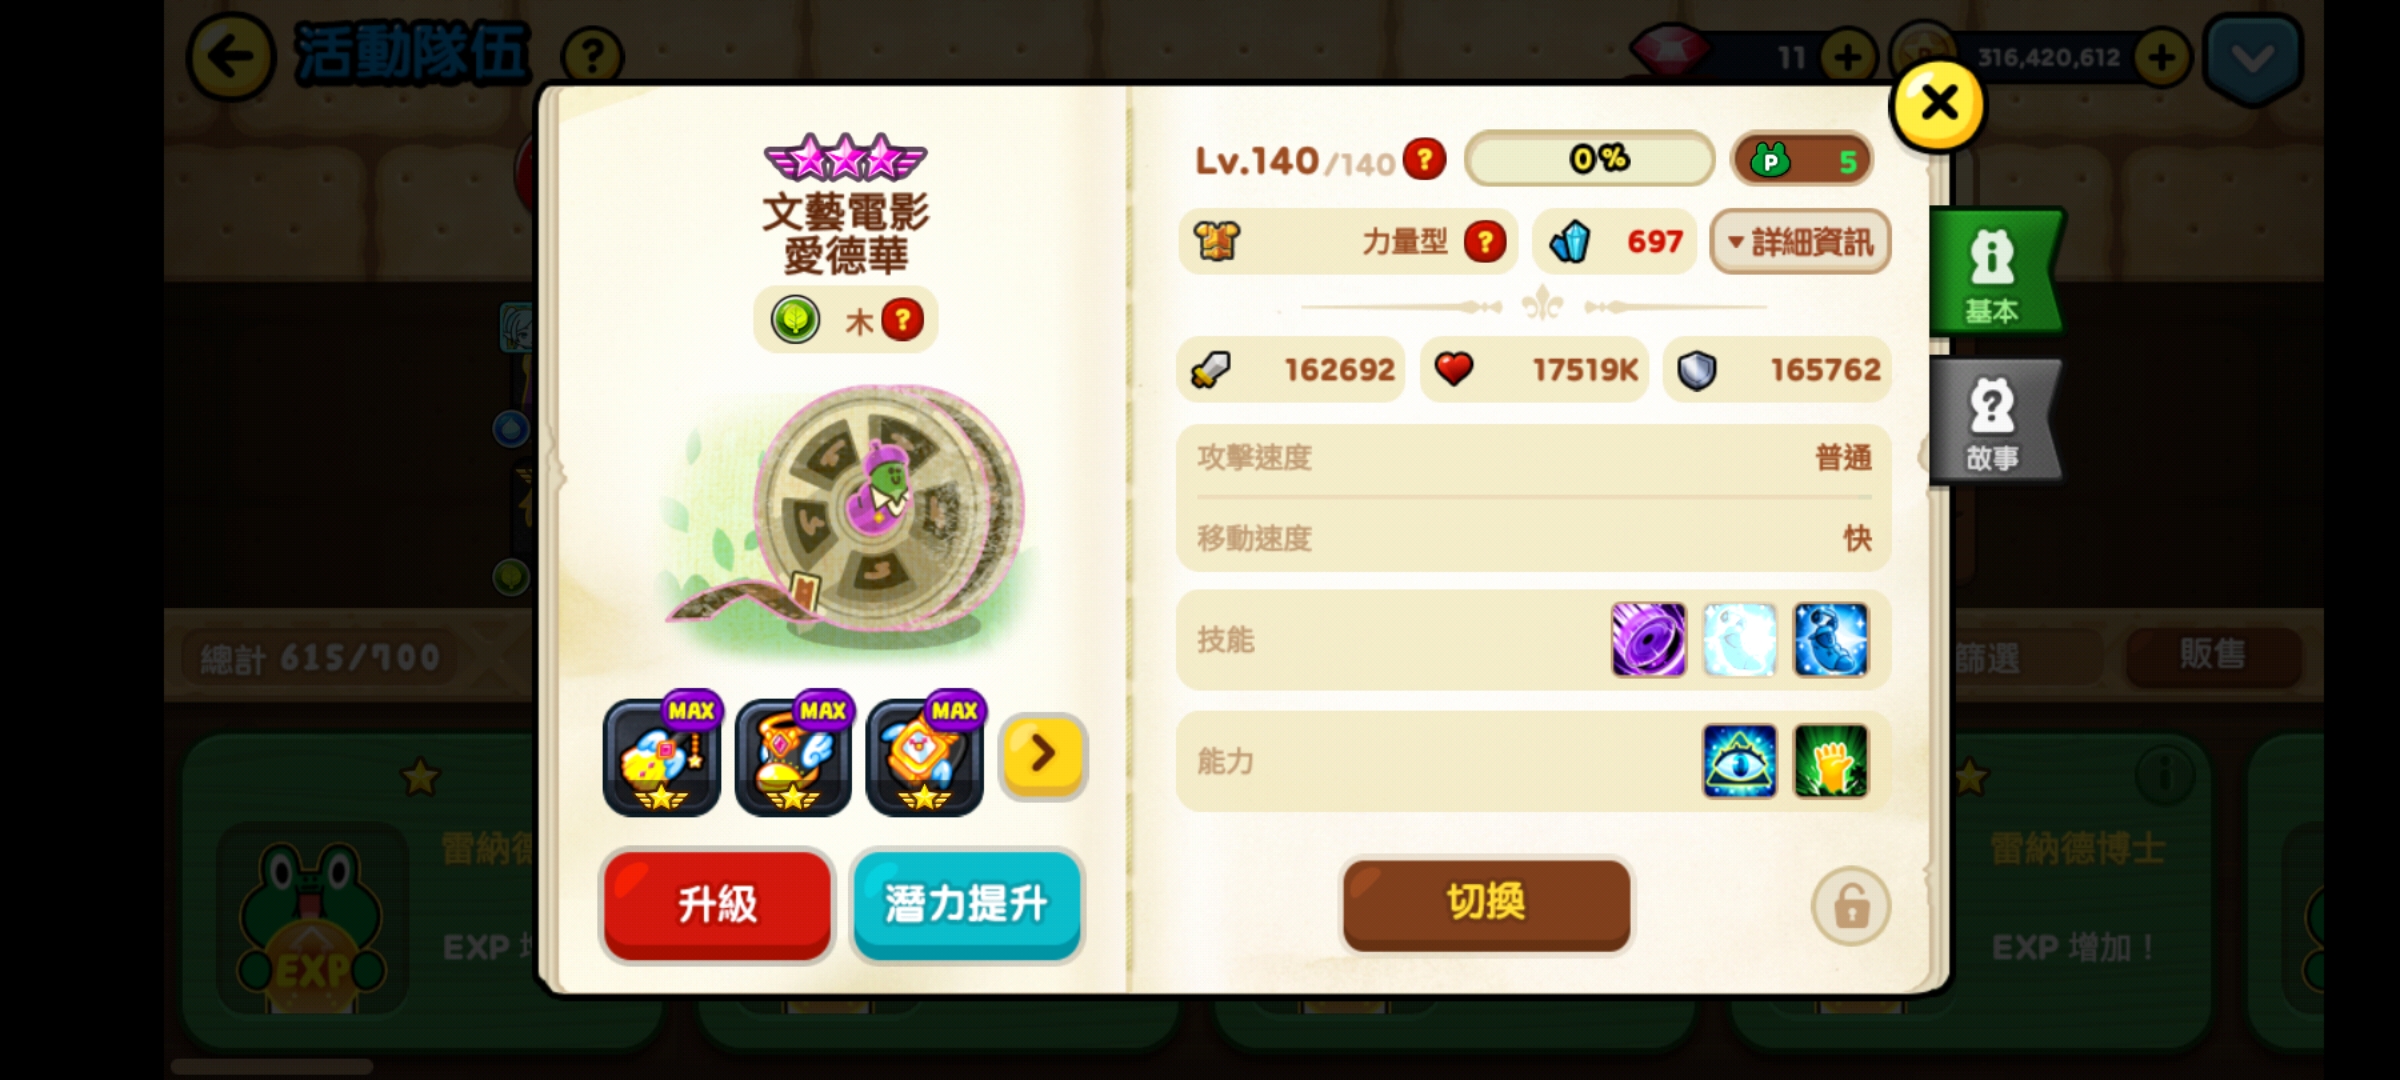 活動隊伍
?
11
316,420,612
文藝電影
愛德華
木 ?
Lv.140/140 ?
0%
P 5
力量型 ?
697
詳細資訊
162692
17519K
165762
攻擊速度
普通
移動速度
快
技能
能力
MAX
MAX
MAX
升級
潛力提升
切換
基本
?
故事
總計 615/700
篩選
販售
雷納德
EXP
EXP
雷納德博士
EXP 增加！